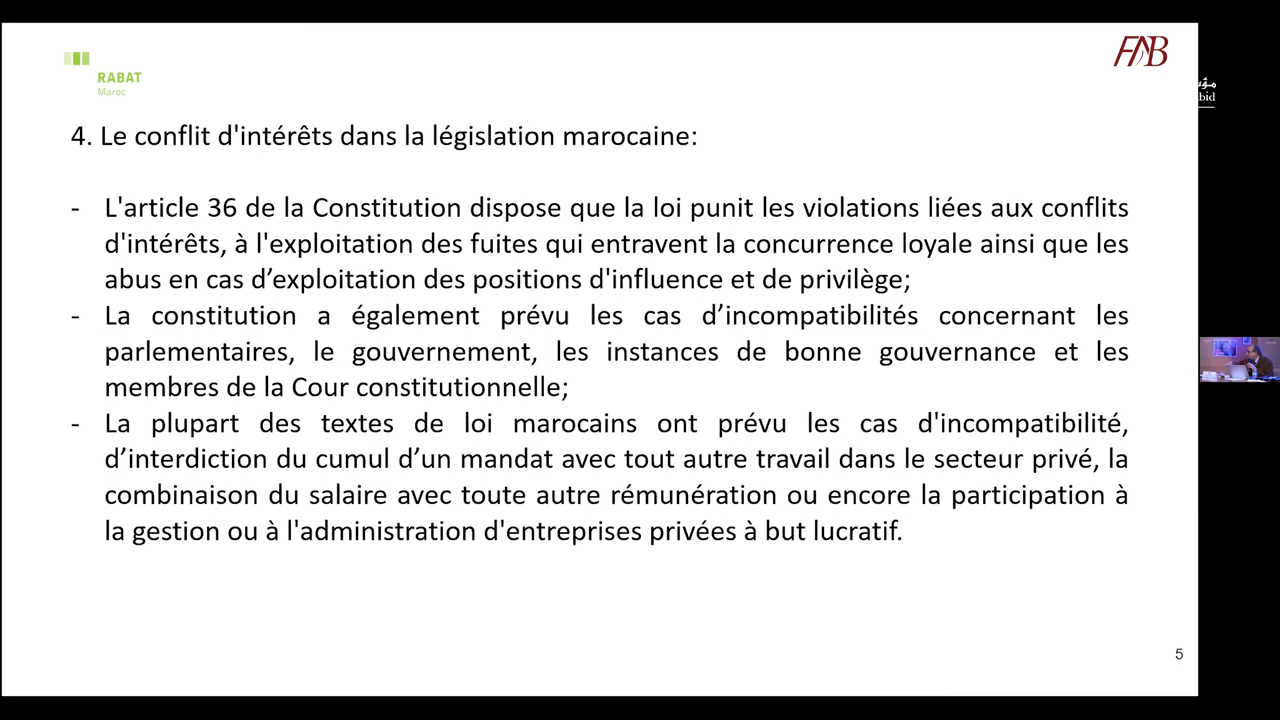 RABAT
Maroc
FAB
bid
4. Le conflit d'intérêts dans la législation marocaine:
- L'article 36 de la Constitution dispose que la loi punit les violations liées aux conflits
d'intérêts, à l'exploitation des fuites qui entravent la concurrence loyale ainsi que les
abus en cas d’exploitation des positions d'influence et de privilège;
- La constitution a également prévu les cas d’incompatibilités concernant les
parlementaires, le gouvernement, les instances de bonne gouvernance et les
membres de la Cour constitutionnelle;
- La plupart des textes de loi marocains ont prévu les cas d'incompatibilité,
d’interdiction du cumul d’un mandat avec tout autre travail dans le secteur privé, la
combinaison du salaire avec toute autre rémunération ou encore la participation à
la gestion ou à l'administration d'entreprises privées à but lucratif.
5